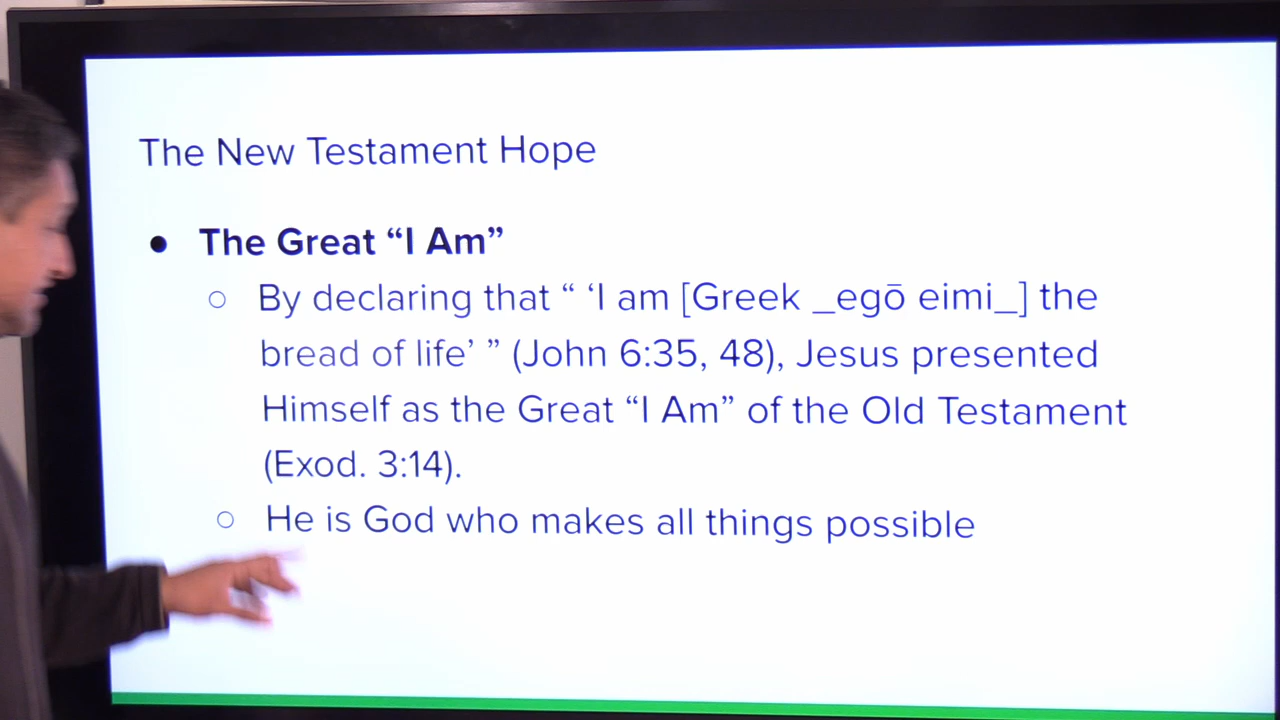 The New Testament Hope
● The Great “I Am”
○ By declaring that “ ‘I am [Greek _egō eimi_] the
bread of life’ ” (John 6:35, 48), Jesus presented
Himself as the Great “I Am” of the Old Testament
(Exod. 3:14).
○ He is God who makes all things possible